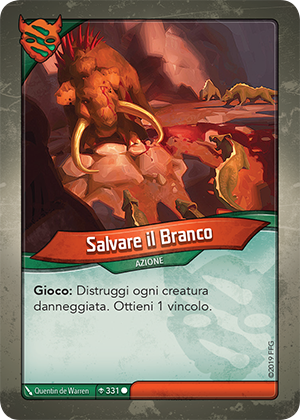 Salvare il Branco
AZIONE
Gioco: Distruggi ogni creatura
danneggiata. Ottieni 1 vincolo.
Quentin de Warren
331
©2019 FFG